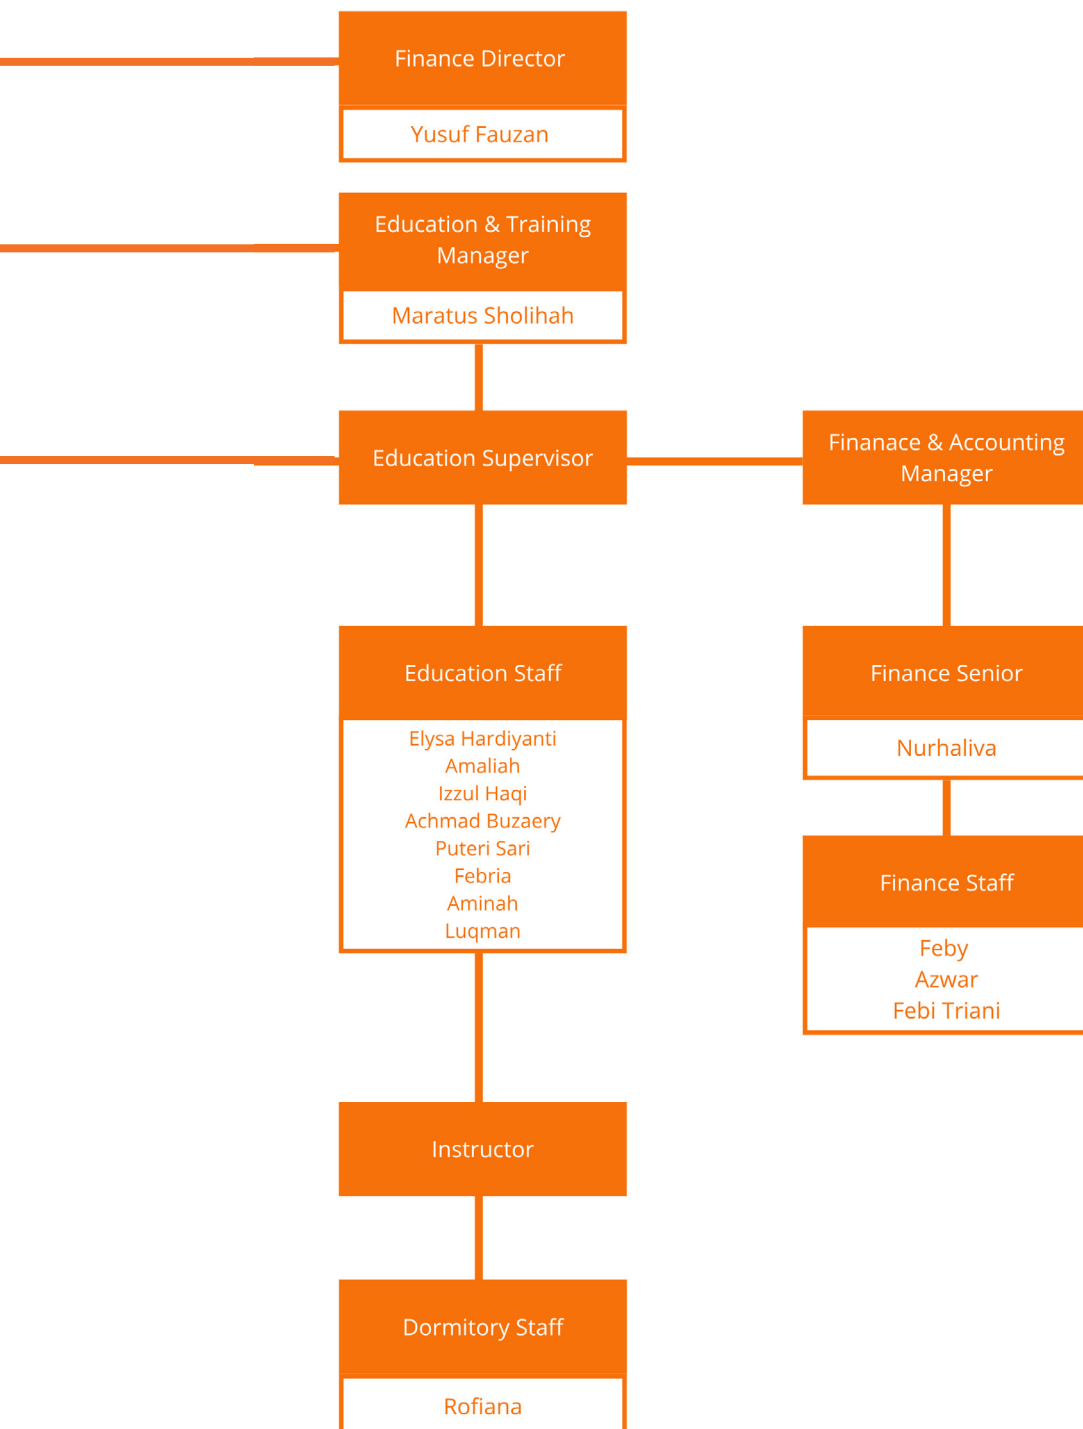 Finance Director
Yusuf Fauzan
Education & Training
Manager
Maratus Sholihah
Education Supervisor
Finanace & Accounting
Manager
Education Staff
Elysa Hardiyanti
Amaliah
Izzul Haqi
Achmad Buzaery
Puteri Sari
Febria
Aminah
Luqman
Finance Senior
Nurhaliva
Finance Staff
Feby
Azwar
Febi Triani
Instructor
Dormitory Staff
Rofiana